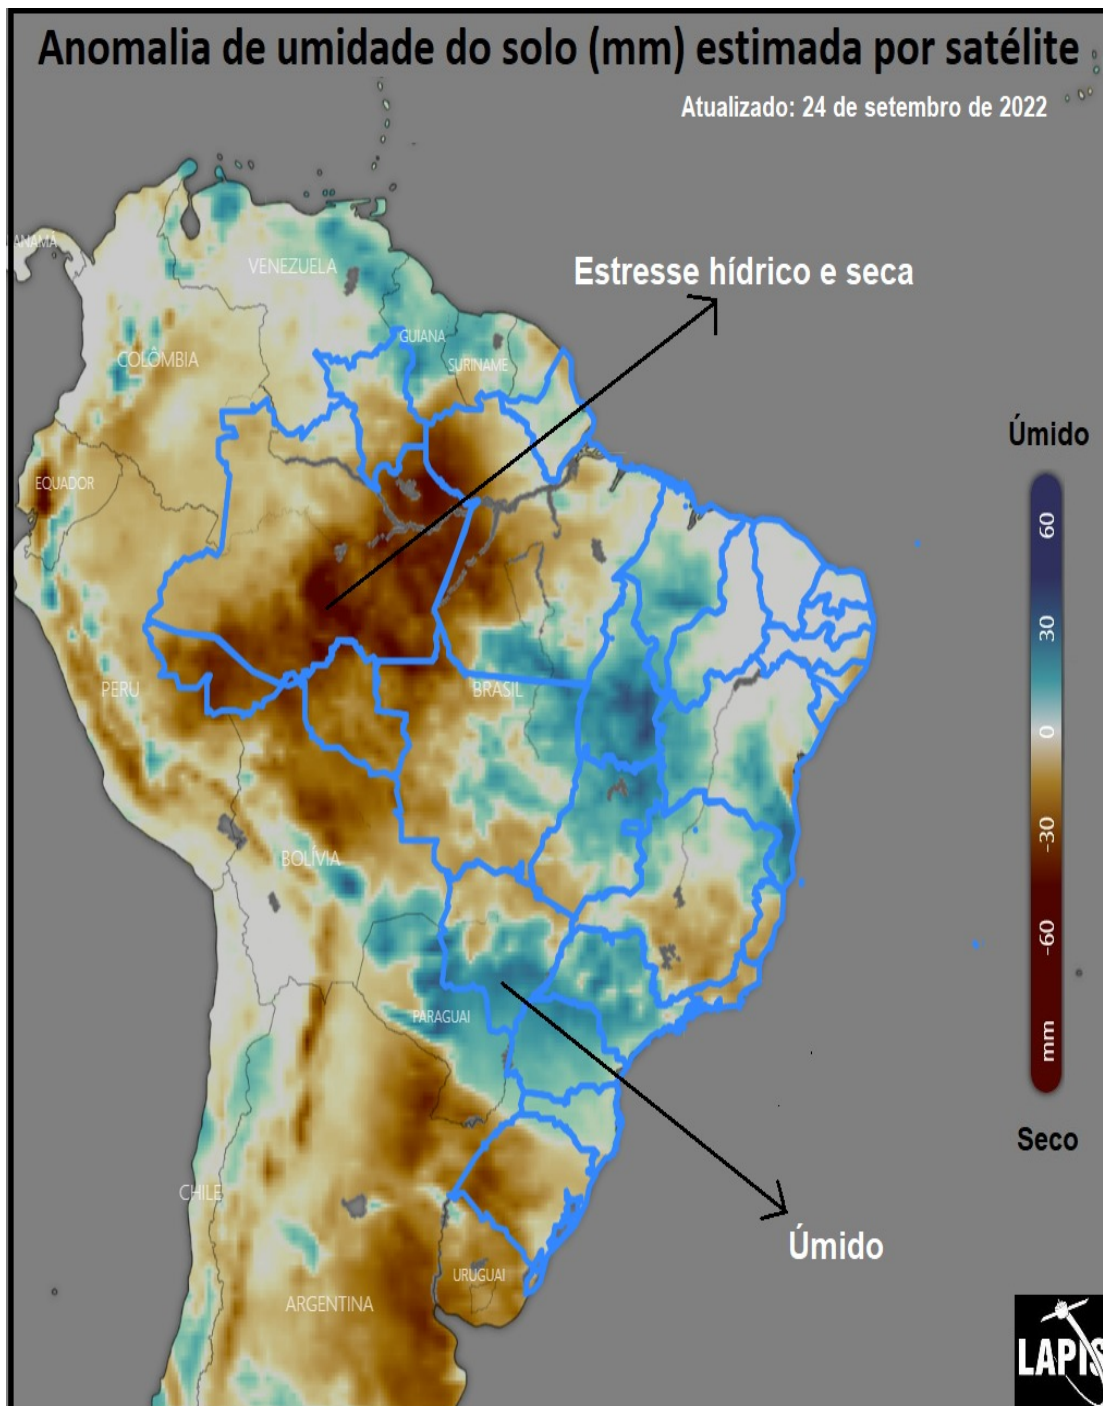 Anomalia de umidade do solo (mm) estimada por satélite
Atualizado: 24 de setembro de 2022
ANAMÁ
VENEZUELA
Estresse hídrico e seca
GUIANA
COLÔMBIA
SURINAME
Úmido
EQUADOR
60
30
PERU
BRASIL
0
-30
BOLÍVIA
-60
PARAGUAI
mm
Seco
CHILE
Úmido
URUGUAI
ARGENTINA
LAPIS